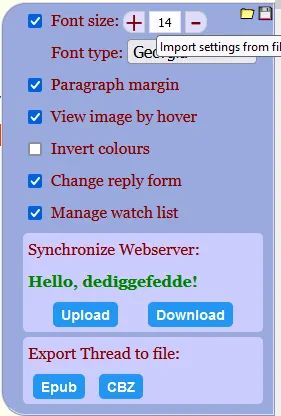 Font size: + 14 -
Import settings from fil
Font type: Georgia
Paragraph margin
View image by hover
Invert colours
Change reply form
Manage watch list
Synchronize Webserver:
Hello, dediggefedde!
Upload Download
Export Thread to file:
Epub CBZ